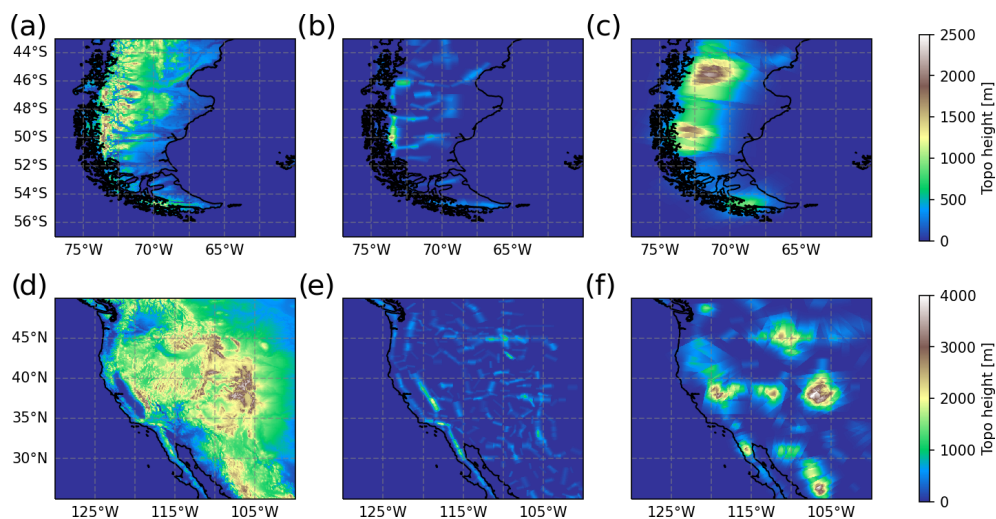 (a) (b) (c)
44°S
46°S
48°S
50°S
52°S
54°S
56°S
75°W 70°W 65°W
75°W 70°W 65°W
75°W 70°W 65°W
2500
2000
1500
1000
500
0
Topo height [m]
(d) (e) (f)
45°N
40°N
35°N
30°N
125°W 115°W 105°W
125°W 115°W 105°W
125°W 115°W 105°W
4000
3000
2000
1000
0
Topo height [m]